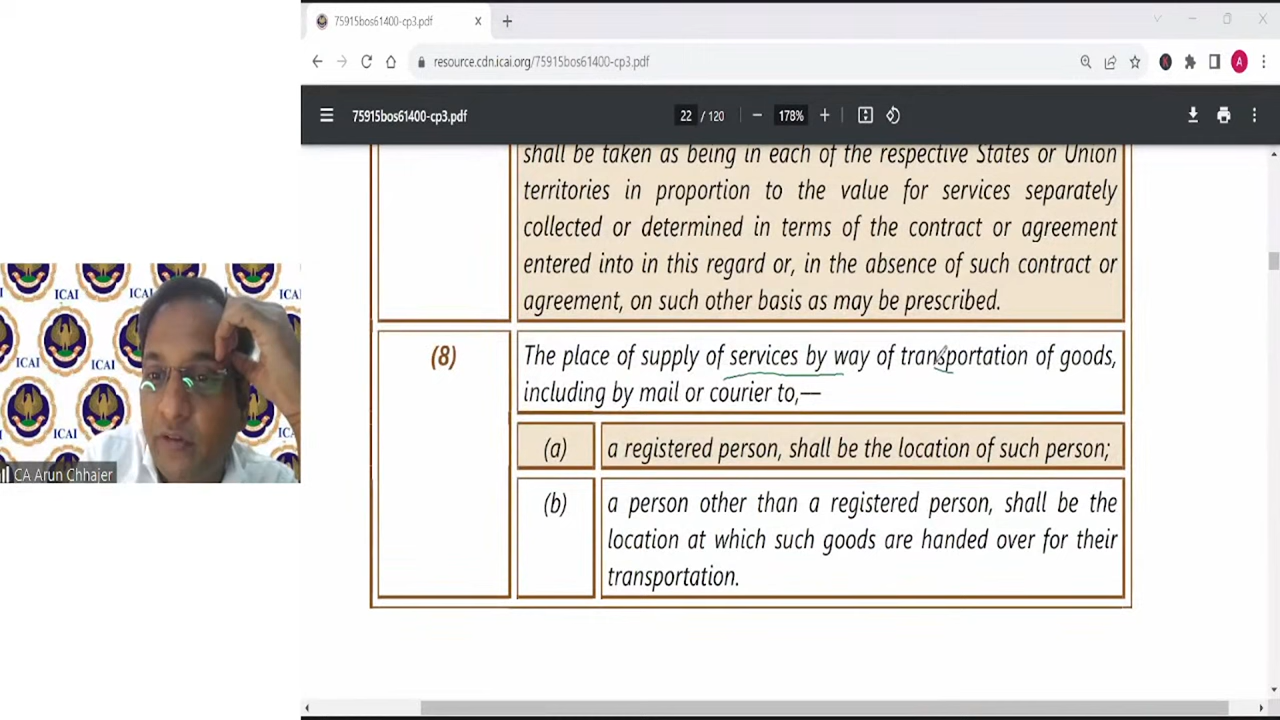 75915bos61400-cp3.pdf
resource.cdn.icai.org/75915bos61400-cp3.pdf
A
75915bos61400-cp3.pdf
22 / 120
178%
shall be taken as being in each of the respective States or Union
territories in proportion to the value for services separately
collected or determined in terms of the contract or agreement
entered into in this regard or, in the absence of such contract or
agreement, on such other basis as may be prescribed.
(8)
The place of supply of services by way of transportation of goods,
including by mail or courier to,—
(a)
a registered person, shall be the location of such person;
(b)
a person other than a registered person, shall be the
location at which such goods are handed over for their
transportation.
ICAI
ICAI
ICAI
ICAI
ICAI
CA Arun Chhajer